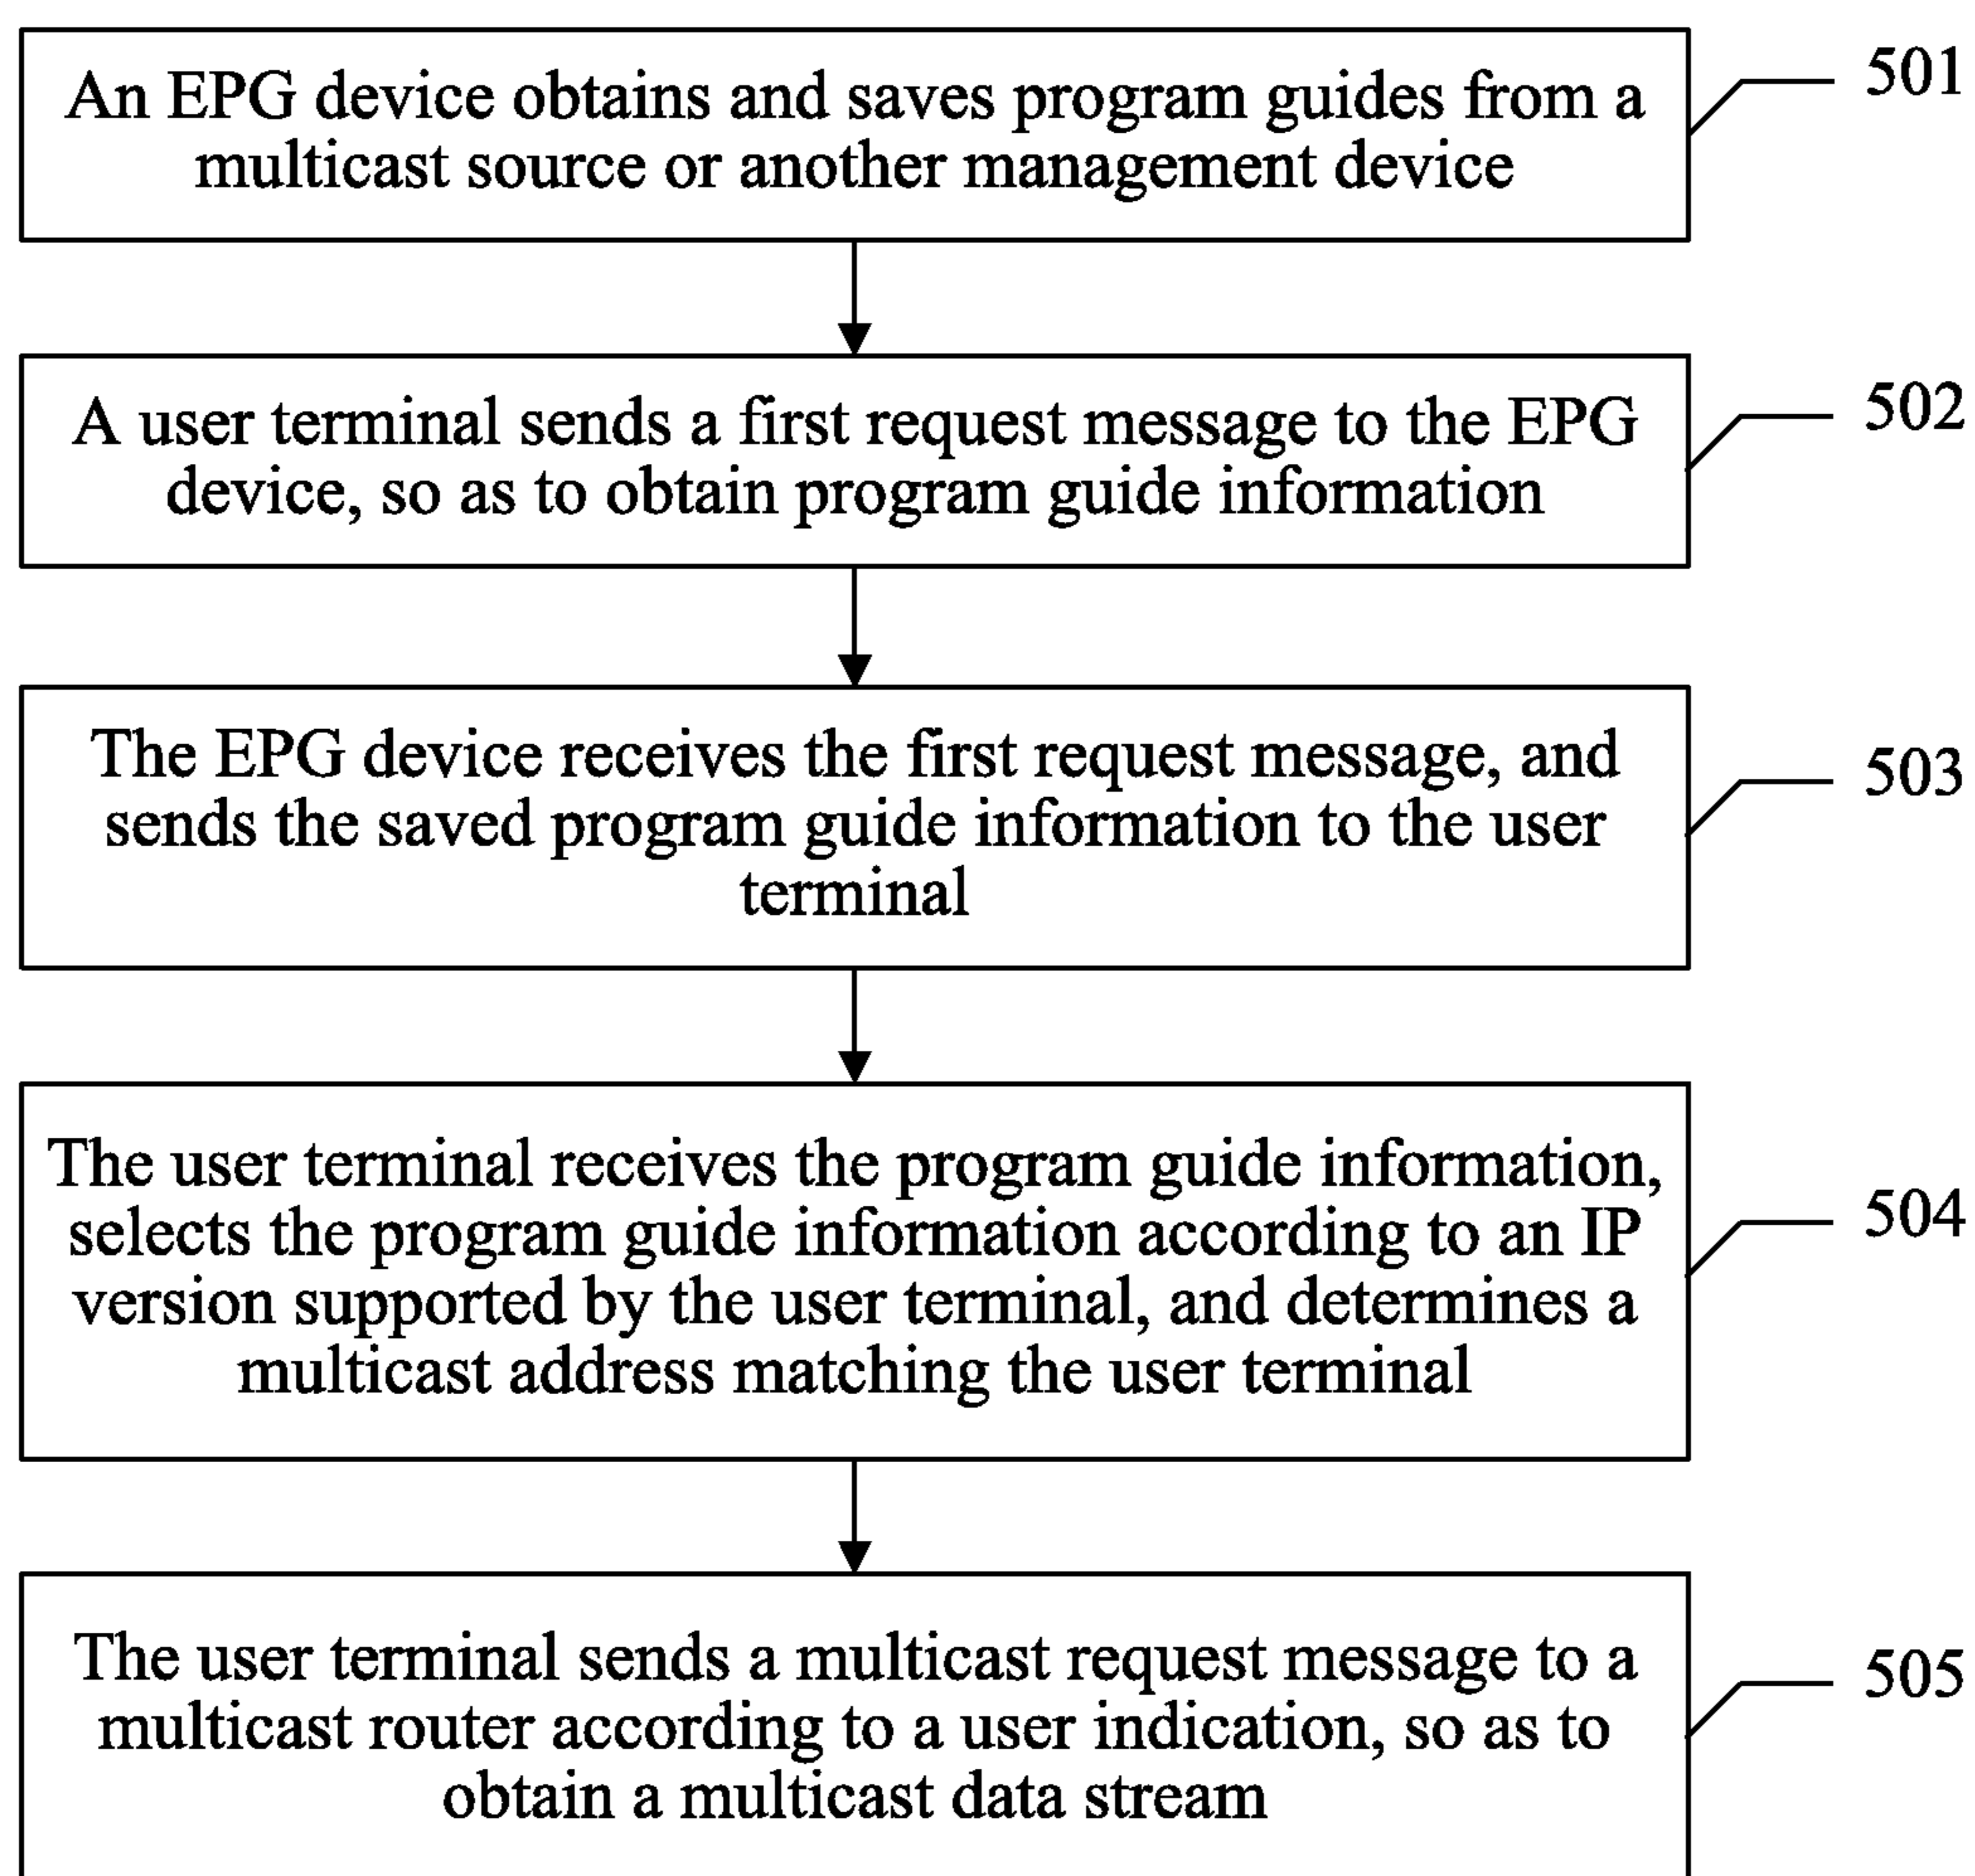 An EPG device obtains and saves program guides from a
multicast source or another management device
501
A user terminal sends a first request message to the EPG
device, so as to obtain program guide information
502
The EPG device receives the first request message, and
sends the saved program guide information to the user
terminal
503
The user terminal receives the program guide information,
selects the program guide information according to an IP
version supported by the user terminal, and determines a
multicast address matching the user terminal
504
The user terminal sends a multicast request message to a
multicast router according to a user indication, so as to
obtain a multicast data stream
505